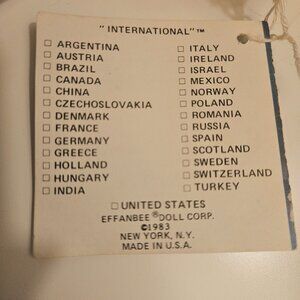 "INTERNATIONAL"™
☐ ARGENTINA
☐ AUSTRIA
☐ BRAZIL
☐ CANADA
☐ CHINA
☐ CZECHOSLOVAKIA
☐ DENMARK
☐ FRANCE
☐ GERMANY
☐ GREECE
☐ HOLLAND
☐ HUNGARY
☐ INDIA
☐ ITALY
☐ IRELAND
☐ ISRAEL
☐ MEXICO
☐ NORWAY
☐ POLAND
☐ ROMANIA
☐ RUSSIA
☐ SPAIN
☐ SCOTLAND
☐ SWEDEN
☐ SWITZERLAND
☐ TURKEY
☐ UNITED STATES
EFFANBEE® DOLL CORP.
©1983
NEW YORK, N.Y.
MADE IN U.S.A.